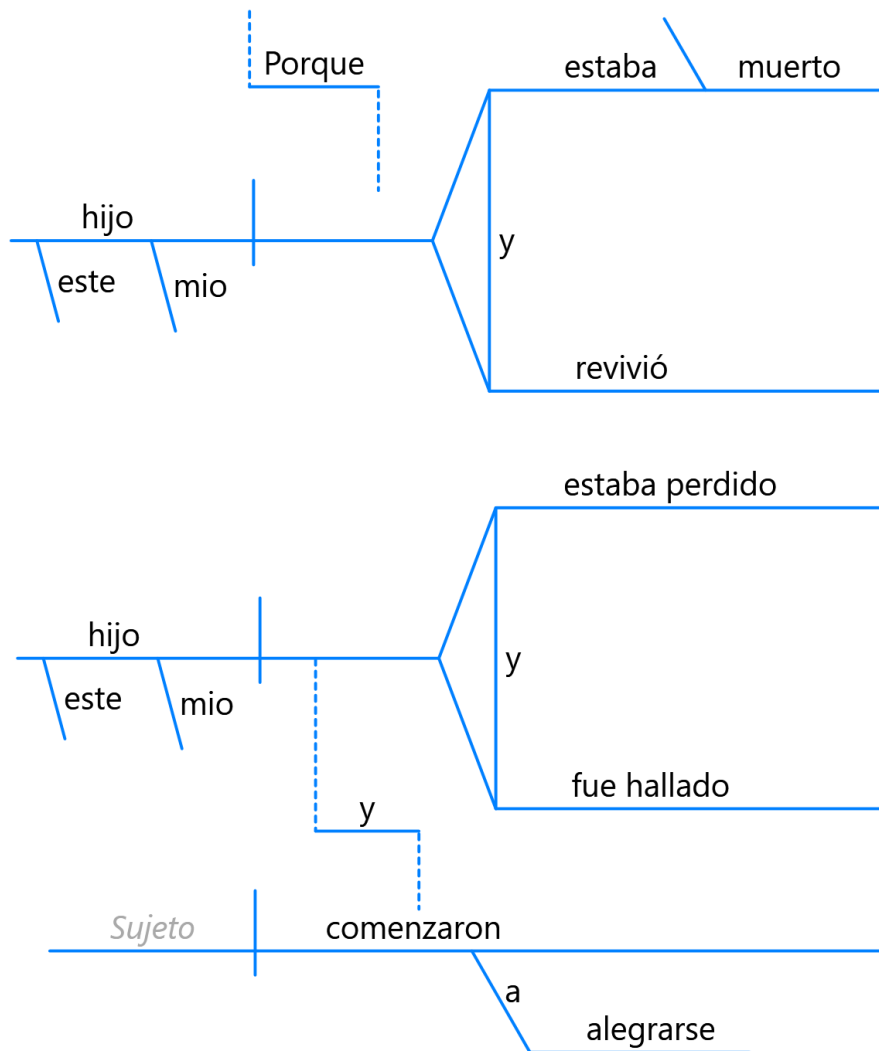 Porque
estaba muerto
hijo
y
este mio
revivió
estaba perdido
hijo
y
este mio
fue hallado
y
Sujeto comenzaron
a
alegrarse